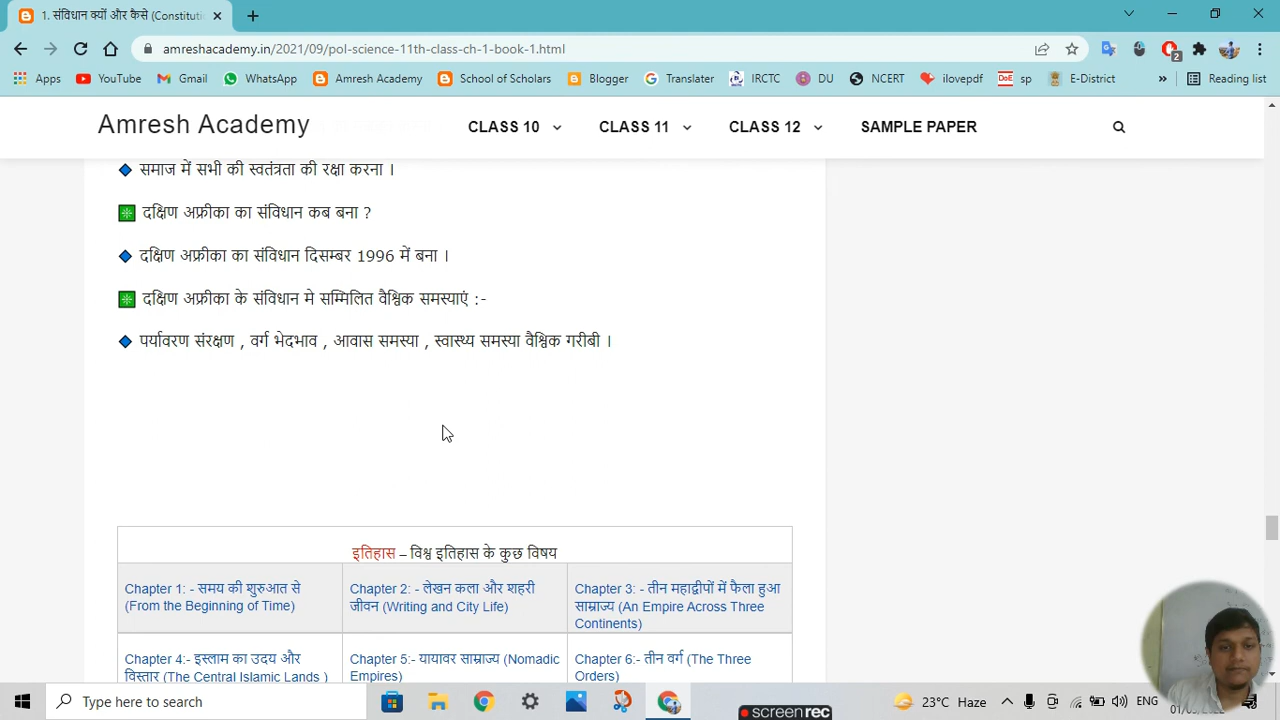 1. संविधान क्यों और कैसे (Constituti
amreshacademy.in/2021/09/pol-science-11th-class-ch-1-book-1.html
2
Apps YouTube Gmail WhatsApp Amresh Academy School of Scholars Blogger Translater IRCTC DU NCERT ilovepdf DoE sp E-District » Reading list
Amresh Academy CLASS 10 CLASS 11 CLASS 12 SAMPLE PAPER
समाज में सभी की स्वतंत्रता की रक्षा करना ।
दक्षिण अफ्रीका का संविधान कब बना ?
दक्षिण अफ्रीका का संविधान दिसम्बर 1996 में बना ।
दक्षिण अफ्रीका के संविधान मे सम्मिलित वैश्विक समस्याएं :-
पर्यावरण संरक्षण , वर्ग भेदभाव , आवास समस्या , स्वास्थ्य समस्या वैश्विक गरीबी ।
इतिहास – विश्व इतिहास के कुछ विषय
Chapter 1: - समय की शुरुआत से
(From the Beginning of Time)
Chapter 2: - लेखन कला और शहरी
जीवन (Writing and City Life)
Chapter 3: - तीन महाद्वीपों में फैला हुआ
साम्राज्य (An Empire Across Three
Continents)
Chapter 4:- इस्लाम का उदय और
विस्तार (The Central Islamic Lands )
Chapter 5:- यायावर साम्राज्य (Nomadic
Empires)
Chapter 6:- तीन वर्ग (The Three
Orders)
Type here to search
23°C Haze
ENG
screenrec